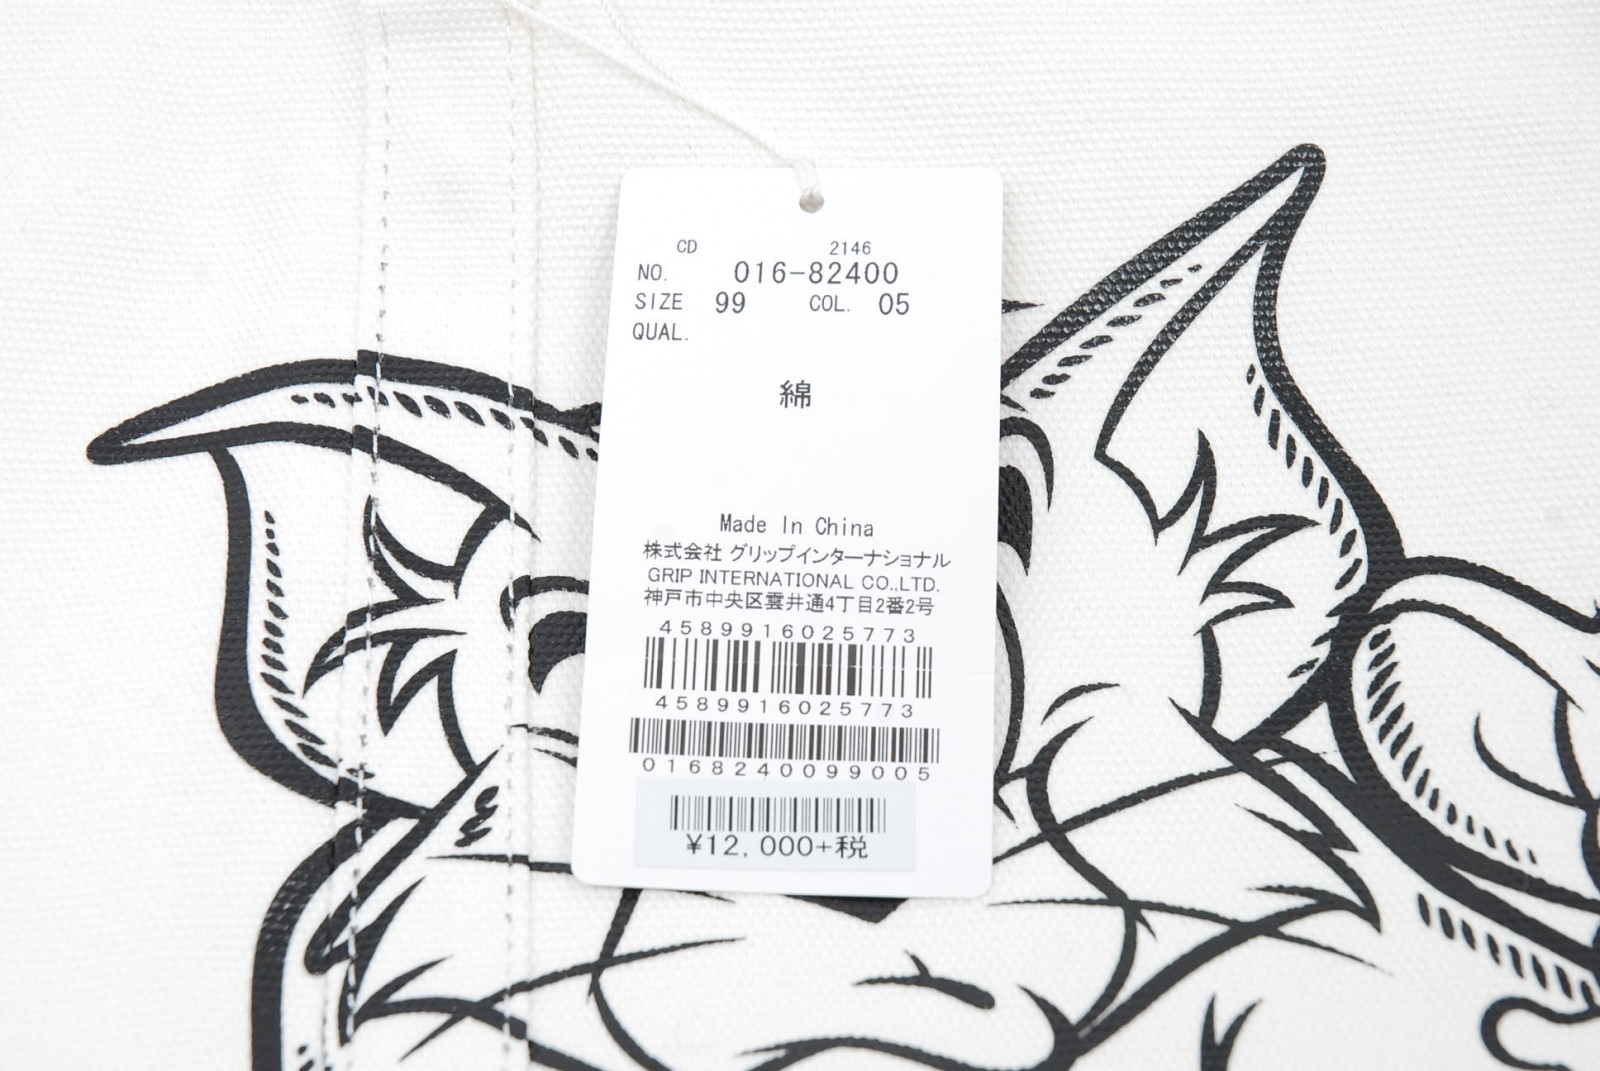 CD 2146
NO. 016-82400
SIZE 99 COL. 05
QUAL.
綿
Made In China
株式会社 グリップインターナショナル
GRIP INTERNATIONAL CO.,LTD.
神戸市中央区雲井通4丁目2番2号
4589916025773
4589916025773
0168240099005
¥12,000+税